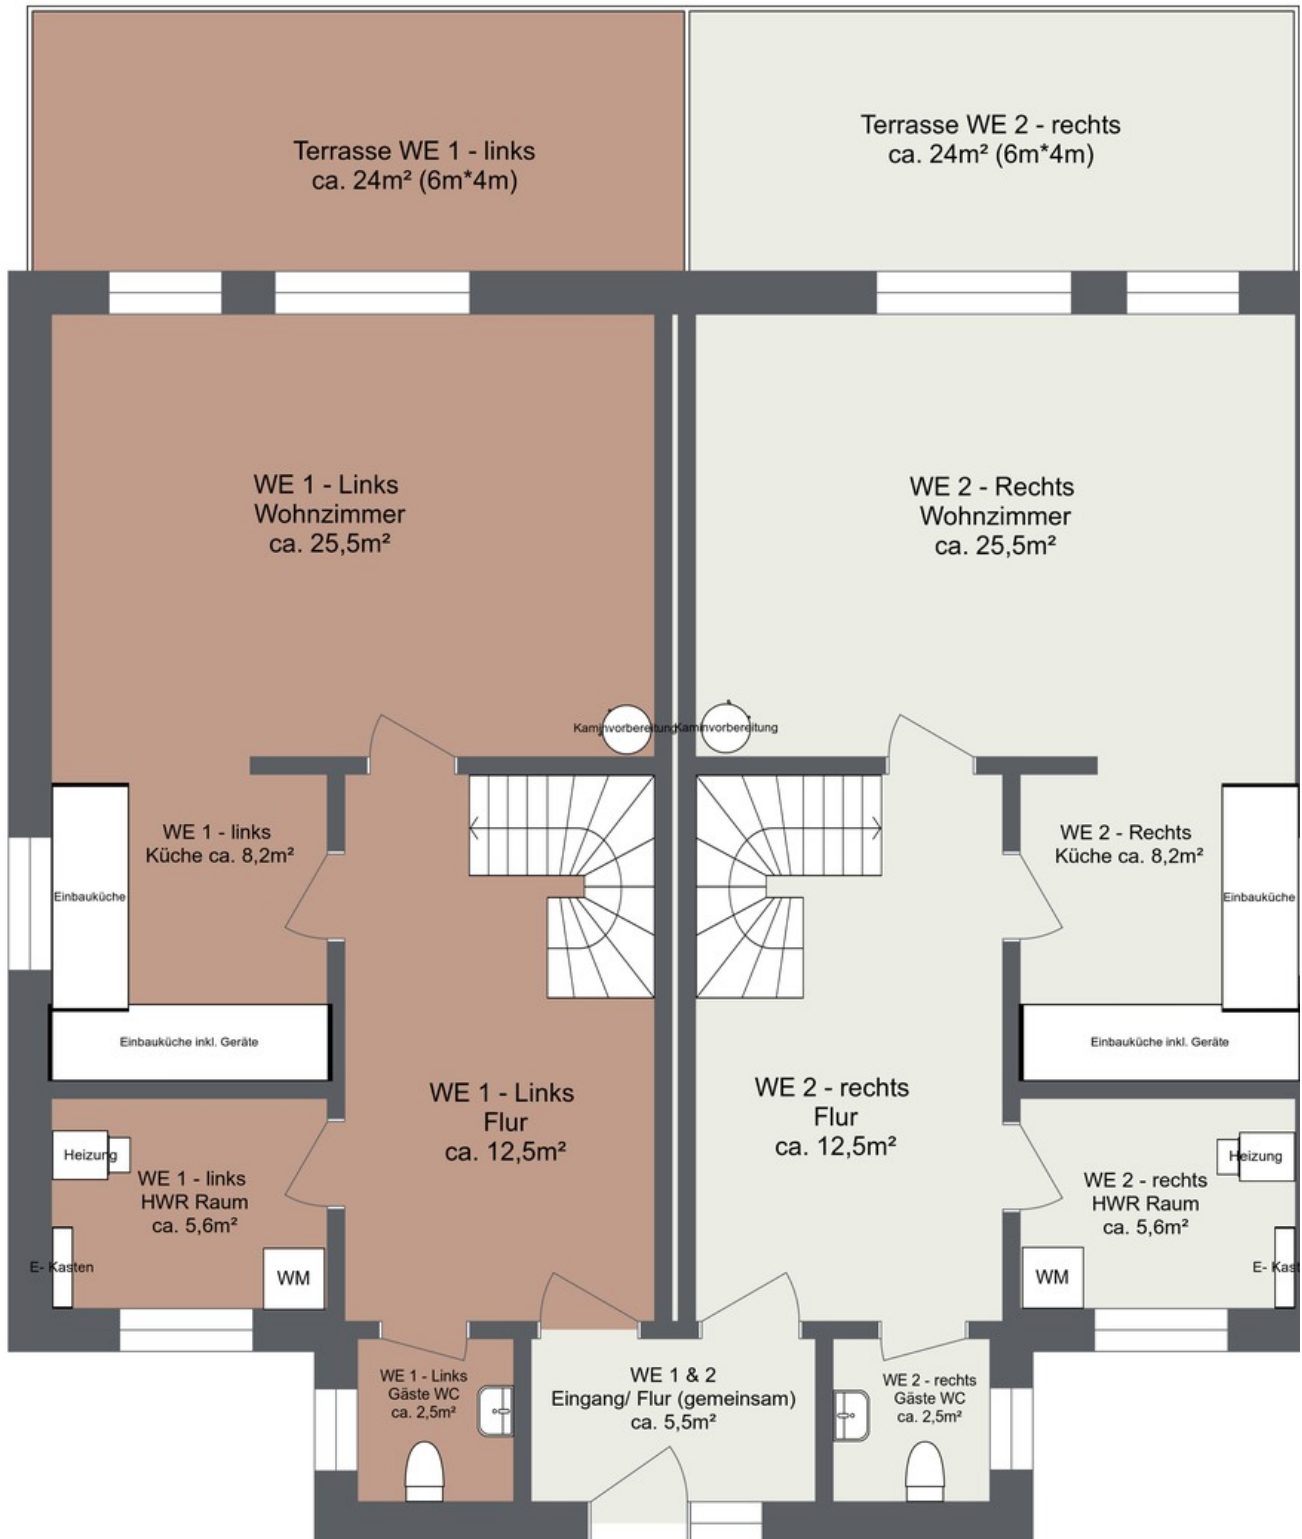 Terrasse WE 1 - links
ca. 24m² (6m*4m)
Terrasse WE 2 - rechts
ca. 24m² (6m*4m)
WE 1 - Links
Wohnzimmer
ca. 25,5m²
WE 2 - Rechts
Wohnzimmer
ca. 25,5m²
Kaminvorbereitung
Kaminvorbereitung
WE 1 - links
Küche ca. 8,2m²
WE 2 - Rechts
Küche ca. 8,2m²
Einbauküche
Einbauküche
Einbauküche inkl. Geräte
Einbauküche inkl. Geräte
WE 1 - Links
Flur
ca. 12,5m²
WE 2 - rechts
Flur
ca. 12,5m²
Heizung
WE 1 - links
HWR Raum
ca. 5,6m²
E- Kasten
WM
Heizung
WE 2 - rechts
HWR Raum
ca. 5,6m²
WM
E- Kast
WE 1 - Links
Gäste WC
ca. 2,5m²
WE 1 & 2
Eingang/ Flur (gemeinsam)
ca. 5,5m²
WE 2 - rechts
Gäste WC
ca. 2,5m²